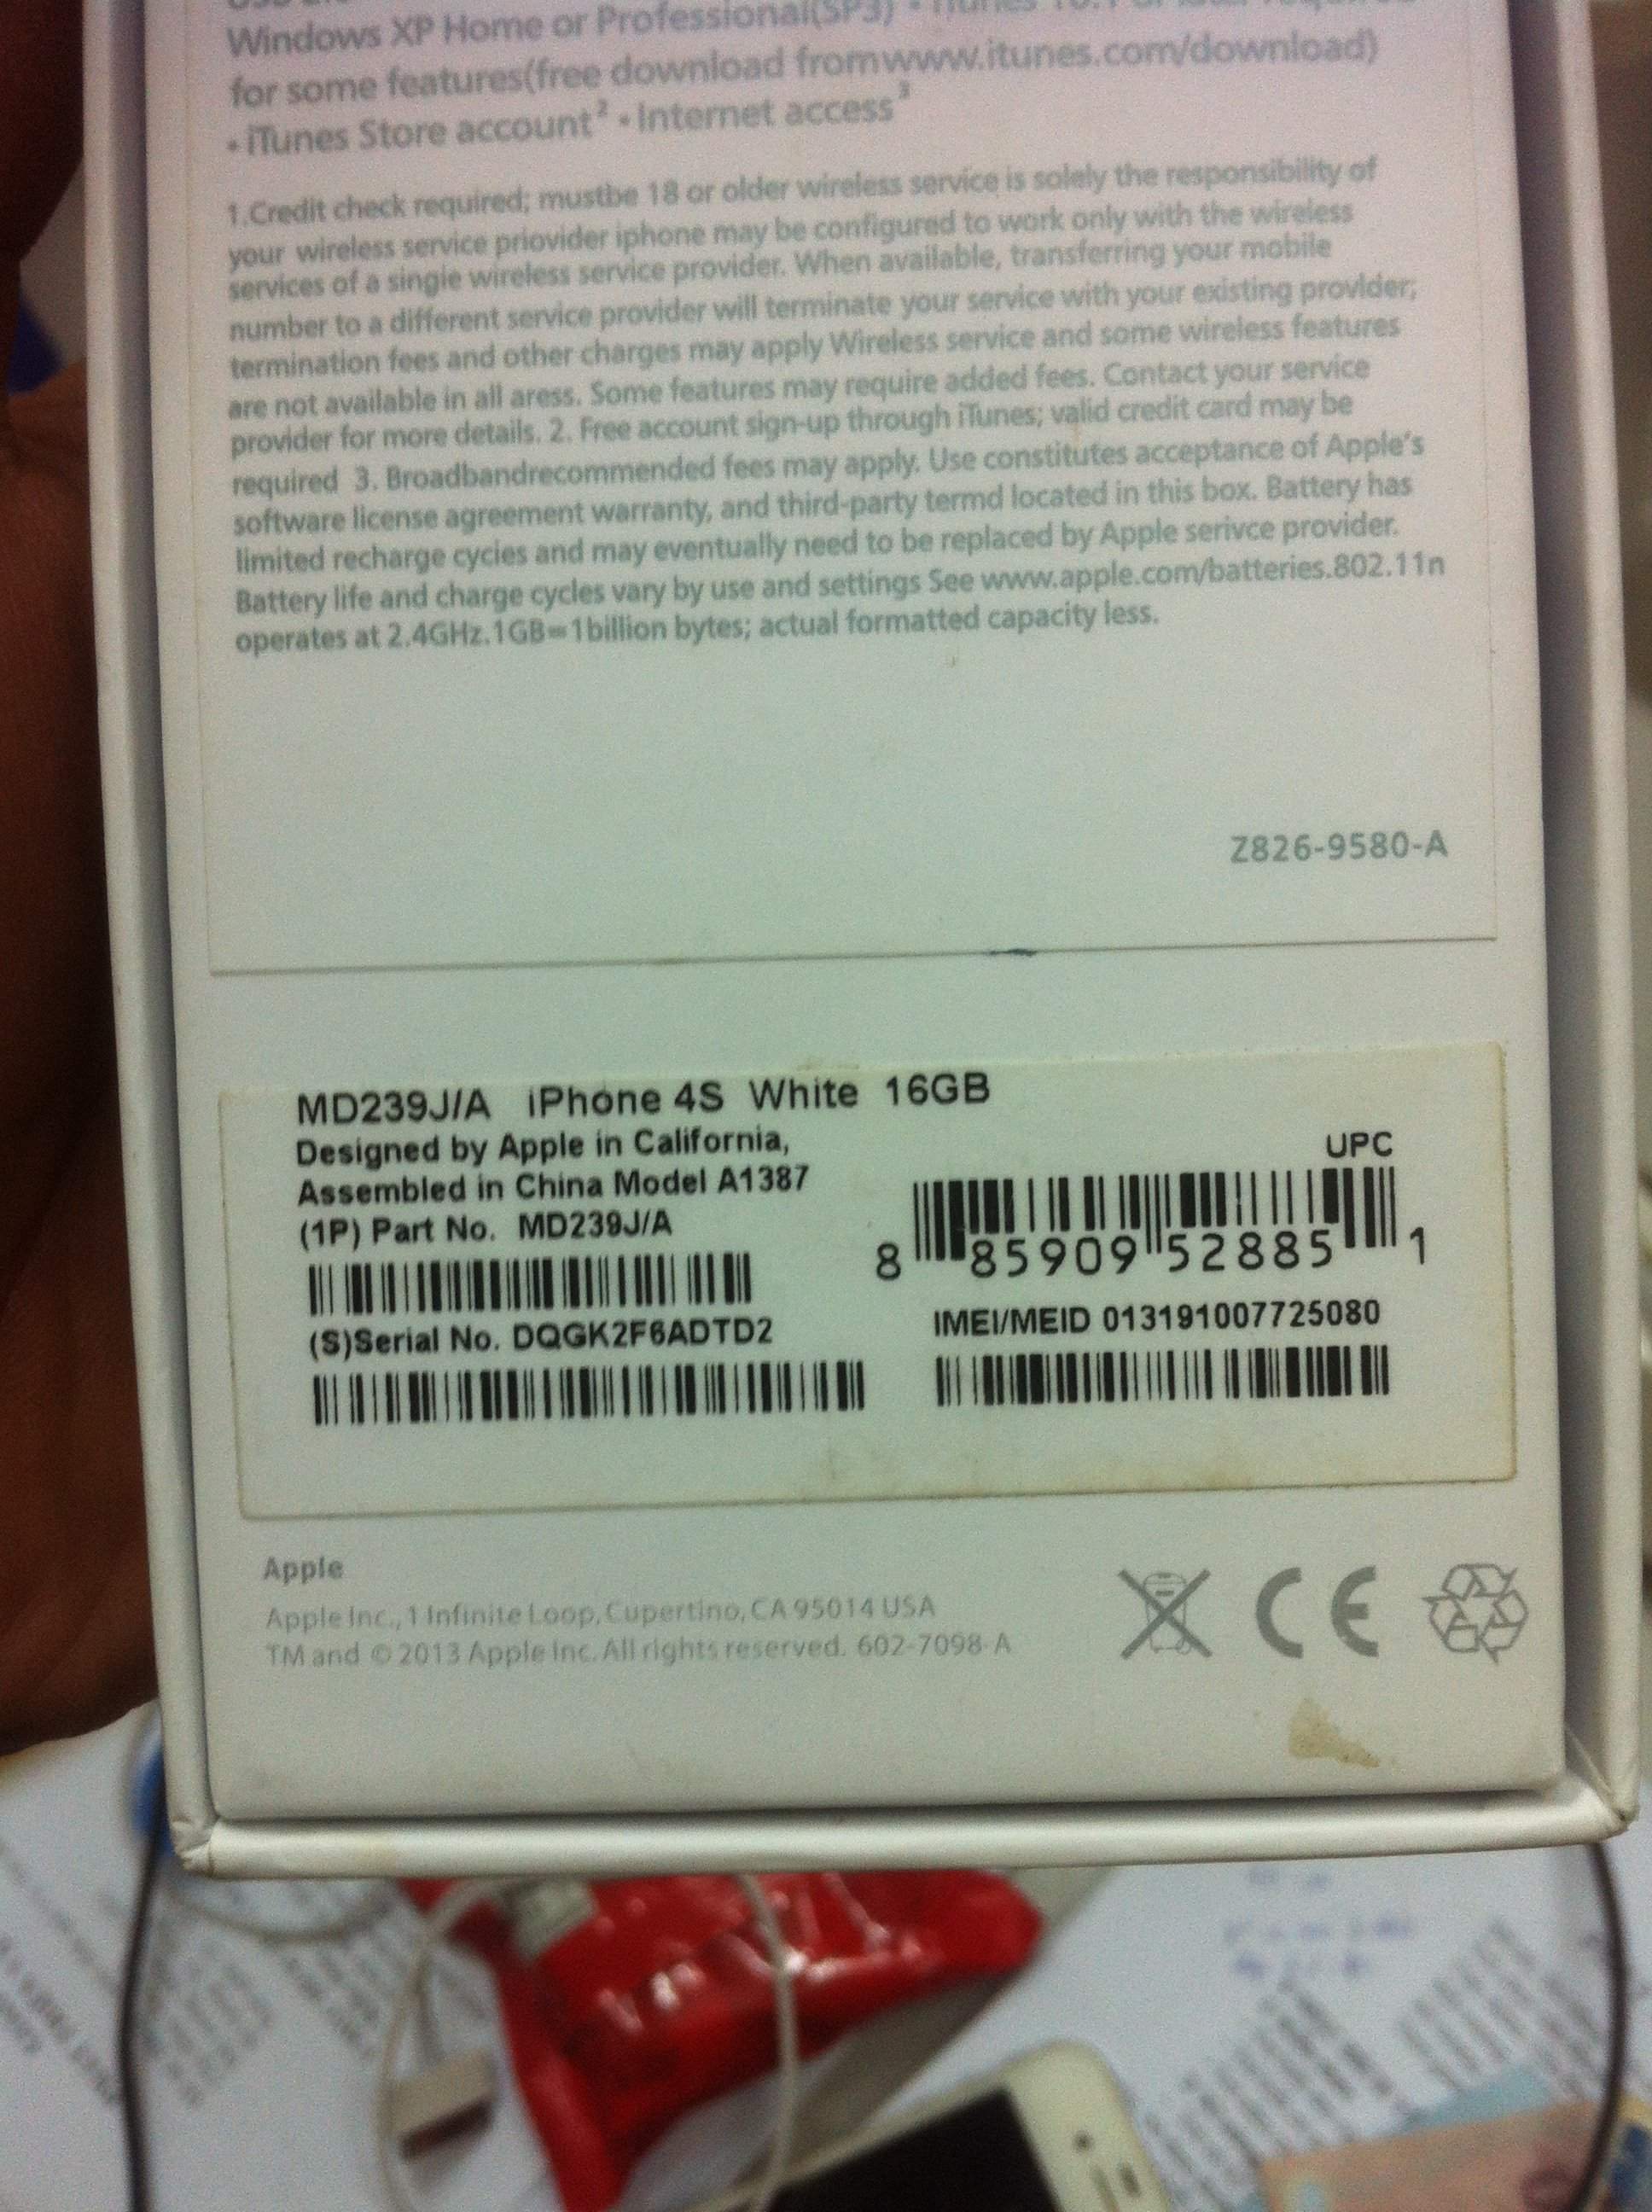 Windows XP Home or Professional(SP3) • iTunes 10.1 or later required
for some features(free download fromwww.itunes.com/download)
• iTunes Store account² • Internet access³
1.Credit check required; mustbe 18 or older wireless service is solely the responsibility of
your wireless service priovider iphone may be configured to work only with the wireless
services of a single wireless service provider. When available, transferring your mobile
number to a different service provider will terminate your service with your existing provider;
termination fees and other charges may apply Wireless service and some wireless features
are not available in all aress. Some features may require added fees. Contact your service
provider for more details. 2. Free account sign-up through iTunes; valid credit card may be
required 3. Broadbandrecommended fees may apply. Use constitutes acceptance of Apple's
software license agreement warranty, and third-party termd located in this box. Battery has
limited recharge cycles and may eventually need to be replaced by Apple serivce provider.
Battery life and charge cycles vary by use and settings See www.apple.com/batteries.802.11n
operates at 2.4GHz.1GB=1billion bytes; actual formatted capacity less.
Z826-9580-A
MD239J/A iPhone 4S White 16GB
Designed by Apple in California,
Assembled in China Model A1387
(1P) Part No. MD239J/A
UPC
8 85909 52885 1
(S)Serial No. DQGK2F6ADTD2
IMEI/MEID 013191007725080
Apple
Apple Inc., 1 Infinite Loop, Cupertino, CA 95014 USA
TM and © 2013 Apple Inc. All rights reserved. 602-7098-A
CE